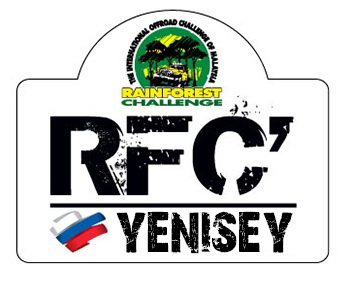 THE INTERNATIONAL OFFROAD CHALLENGE OF MALAYSIA
RAINFOREST
CHALLENGE
RFC'
YENISEY